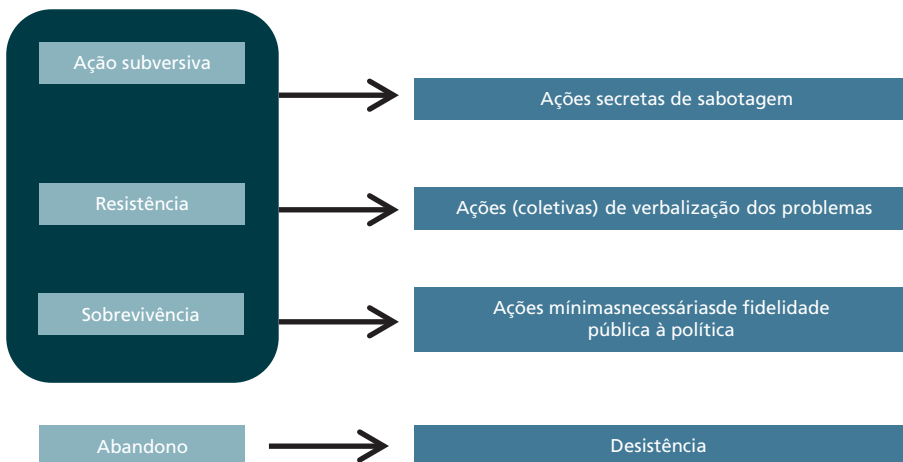 Ação subversiva
Ações secretas de sabotagem
Resistência
Ações (coletivas) de verbalização dos problemas
Sobrevivência
Ações mínimasnecessáriasde fidelidade
pública à política
Abandono
Desistência